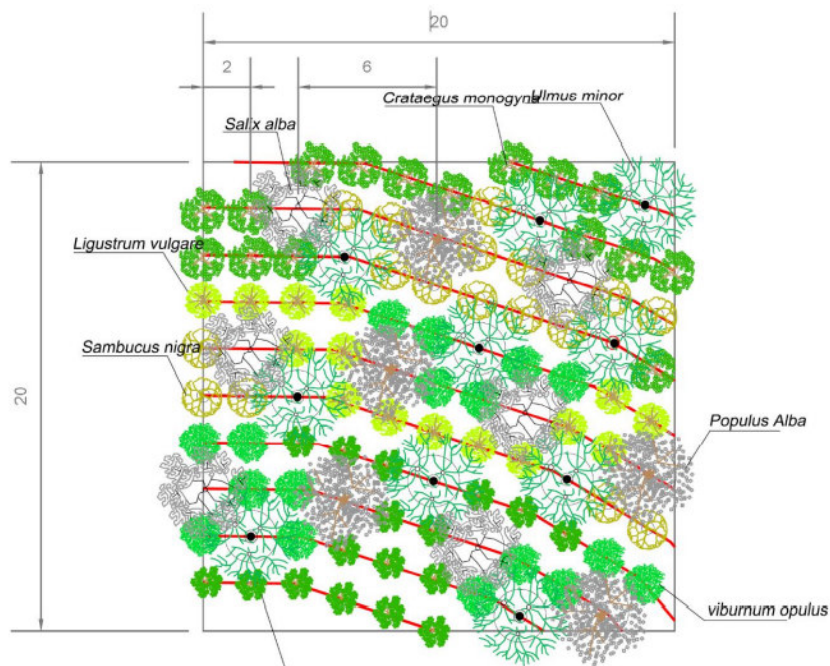 20
2
6
Crataegus monogyna
Ulmus minor
Salix alba
Ligustrum vulgare
Sambucus nigra
20
Populus Alba
viburnum opulus